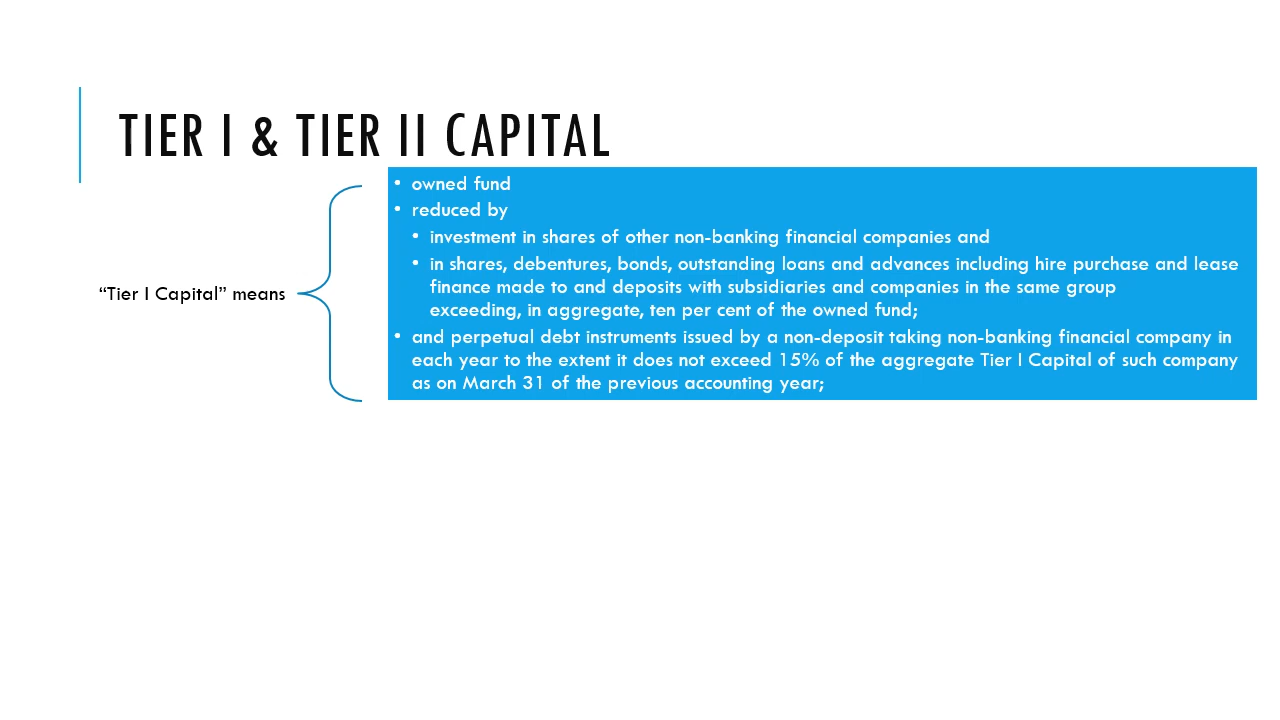 TIER I & TIER II CAPITAL
“Tier I Capital” means
• owned fund
• reduced by
• investment in shares of other non-banking financial companies and
• in shares, debentures, bonds, outstanding loans and advances including hire purchase and lease
finance made to and deposits with subsidiaries and companies in the same group
exceeding, in aggregate, ten per cent of the owned fund;
• and perpetual debt instruments issued by a non-deposit taking non-banking financial company in
each year to the extent it does not exceed 15% of the aggregate Tier I Capital of such company
as on March 31 of the previous accounting year;